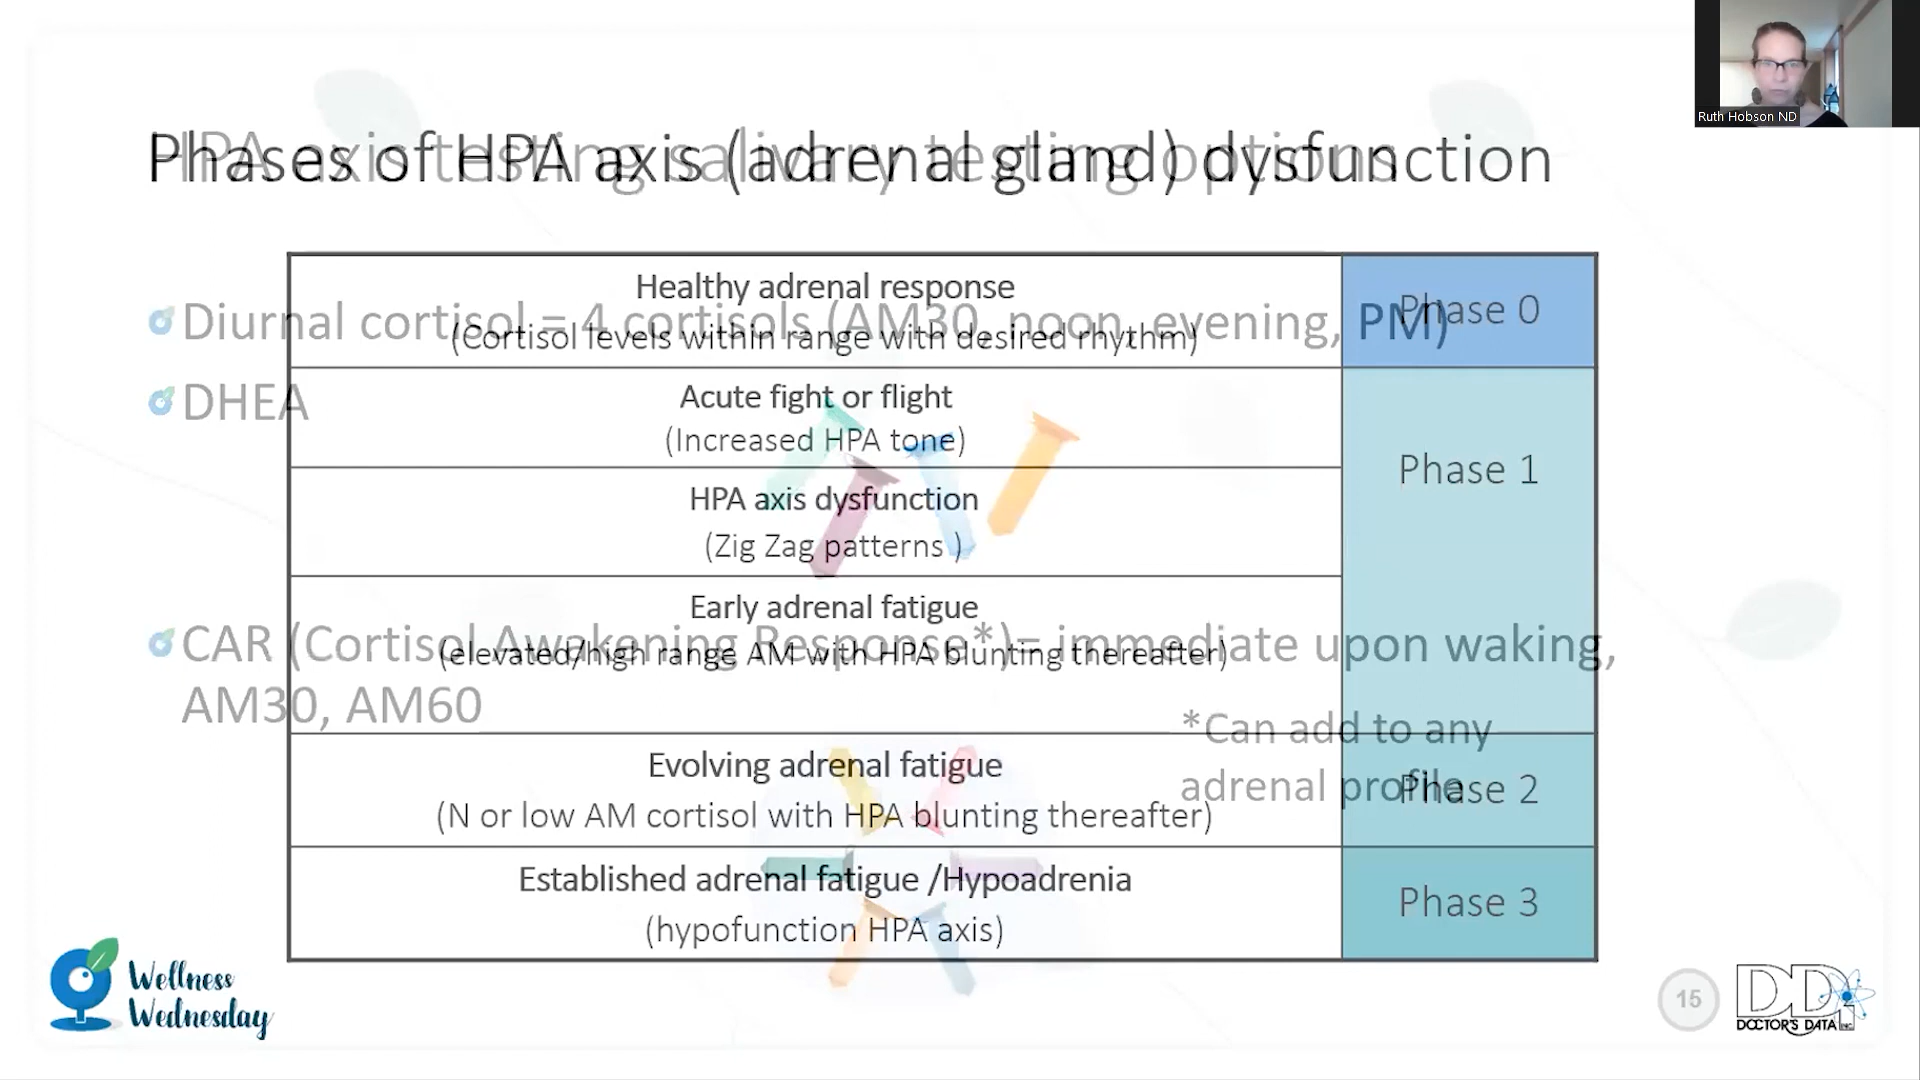 Ruth Hobson ND
Phases of HPA axis (adrenal gland) dysfunction
HPA axis testing salivary testing options
Healthy adrenal response
(Cortisol levels within range with desired rhythm)
Phase 0
Diurnal cortisol = 4 cortisols (AM30, noon, evening, PM)
DHEA
Acute fight or flight
(Increased HPA tone)
Phase 1
HPA axis dysfunction
(Zig Zag patterns )
Early adrenal fatigue
(elevated/high range AM with HPA blunting thereafter)
CAR (Cortisol Awakening Response*)= immediate upon waking,
AM30, AM60
*Can add to any
adrenal profile
Evolving adrenal fatigue
(N or low AM cortisol with HPA blunting thereafter)
Phase 2
Established adrenal fatigue /Hypoadrenia
(hypofunction HPA axis)
Phase 3
Wellness
Wednesday
15
DDI
DOCTOR'S DATA